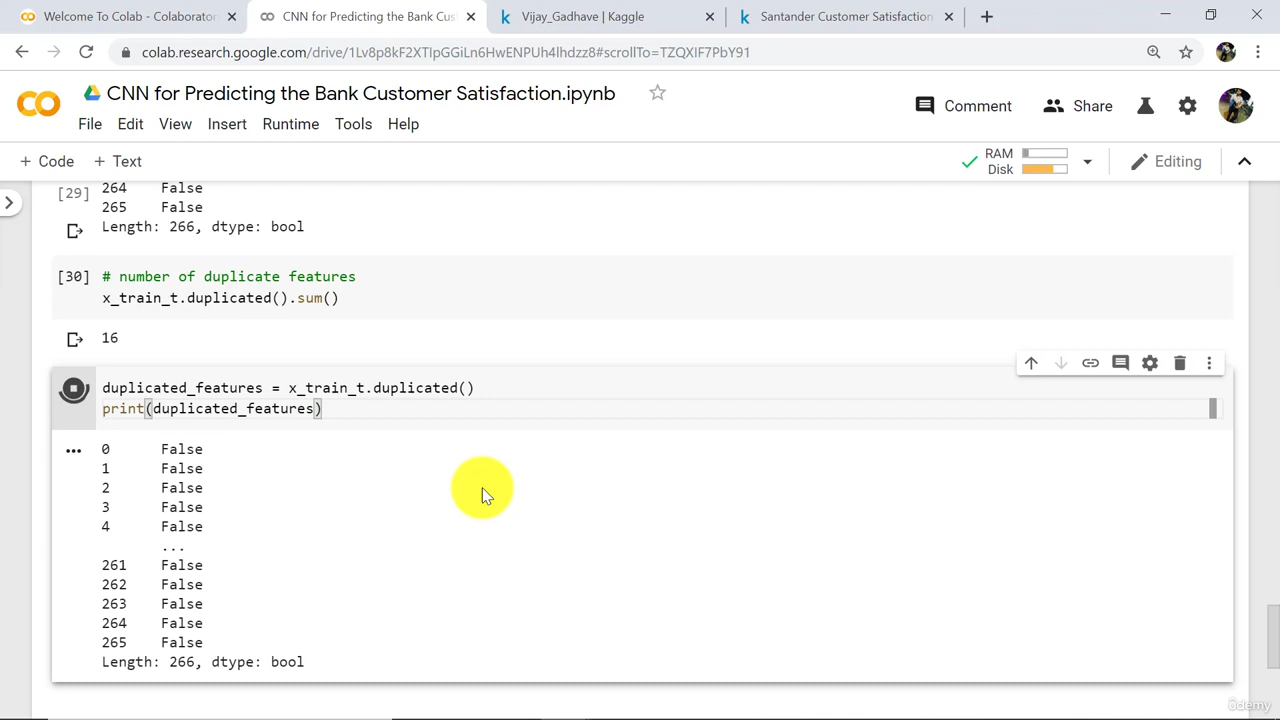 Welcome To Colab - Colaborator
CNN for Predicting the Bank Cust
Vijay_Gadhave | Kaggle
Santander Customer Satisfaction
colab.research.google.com/drive/1Lv8p8kF2XTIpGGiLn6HwENPUh4lhdzz8#scrollTo=TZQXIF7PbY91
CO
CNN for Predicting the Bank Customer Satisfaction.ipynb
Comment
Share
File Edit View Insert Runtime Tools Help
+ Code + Text
RAM
Disk
Editing
[29]
264 False
265 False
Length: 266, dtype: bool
[30] # number of duplicate features
x_train_t.duplicated().sum()
16
duplicated_features = x_train_t.duplicated()
print(duplicated_features)
0 False
1 False
2 False
3 False
4 False
...
261 False
262 False
263 False
264 False
265 False
Length: 266, dtype: bool
ûdemy